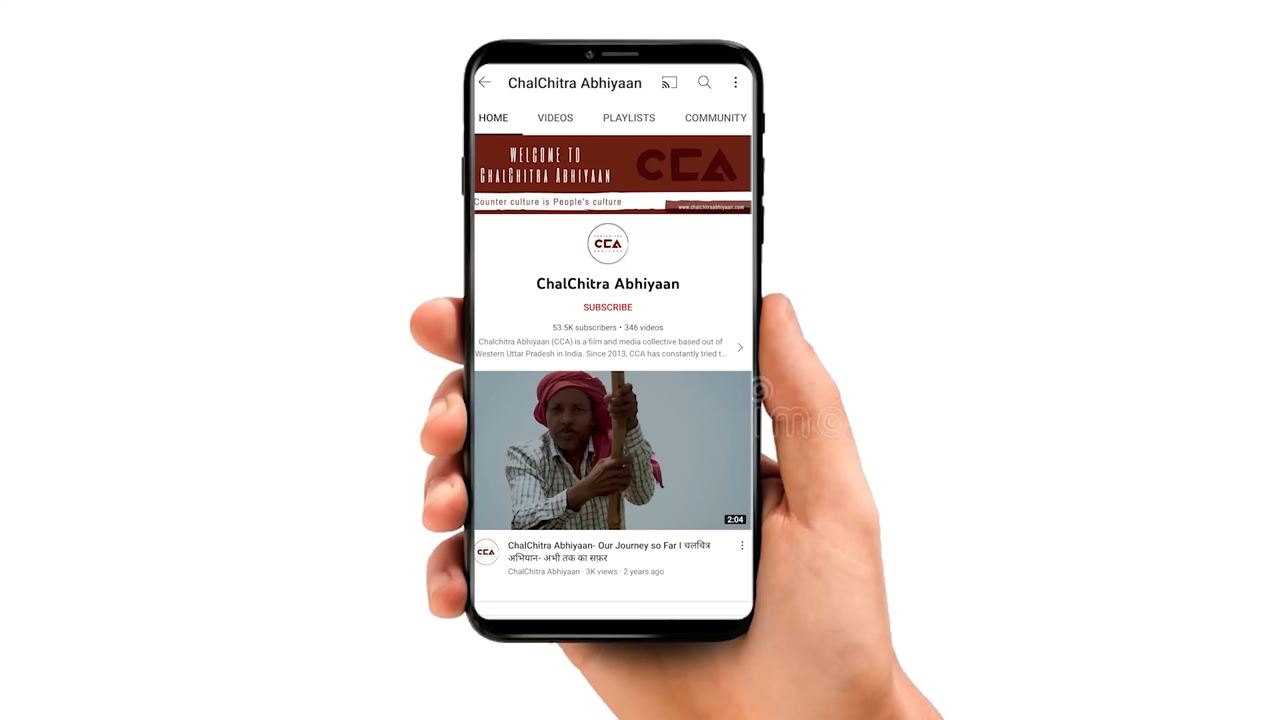 ChalChitra Abhiyaan
HOME VIDEOS PLAYLISTS COMMUNITY
WELCOME TO
CHALCHITRA ABHIYAAN
CCA
Counter culture is People's culture
www.chalchitraabhiyaan.com
CCA
ChalChitra Abhiyaan
SUBSCRIBE
53.5K subscribers • 346 videos
Chalchitra Abhiyaan (CCA) is a film and media collective based out of
Western Uttar Pradesh in India. Since 2013, CCA has constantly tried t...
2:04
CCA
ChalChitra Abhiyaan- Our Journey so Far l चलचित्र
अभियान- अभी तक का सफ़र
ChalChitra Abhiyaan · 3K views · 2 years ago